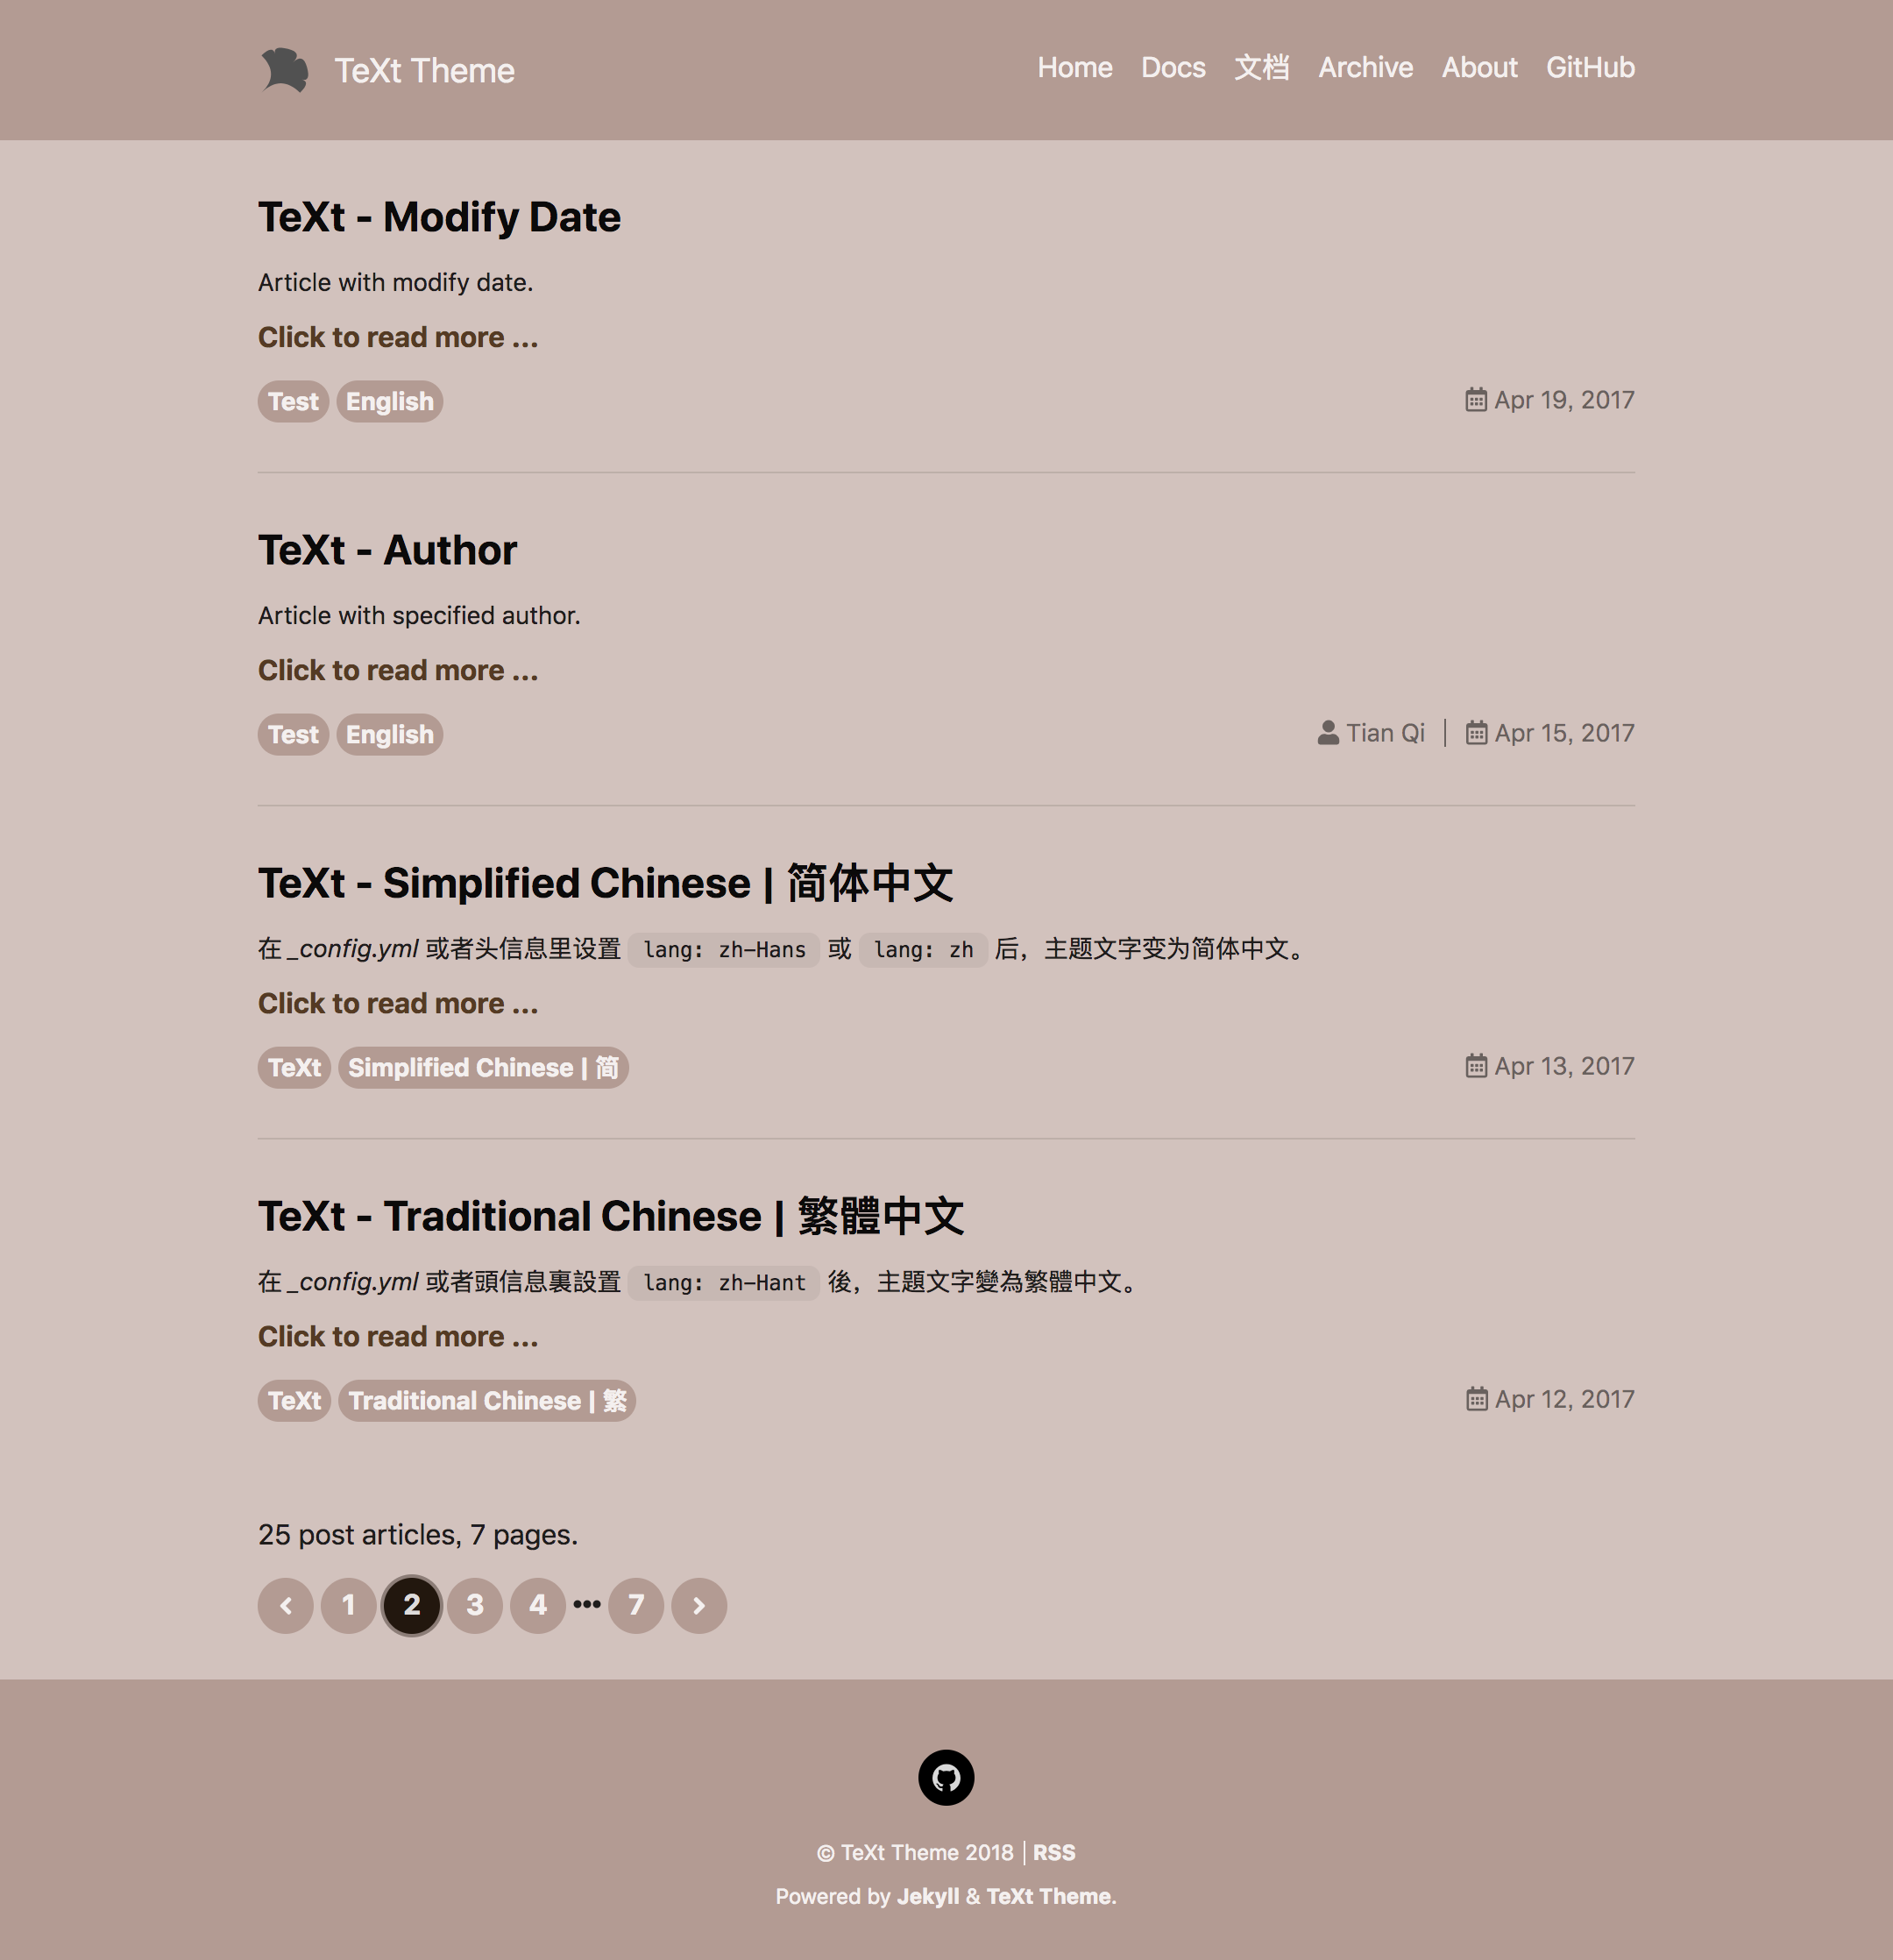 TeXt Theme
Home Docs 文档 Archive About GitHub
TeXt - Modify Date
Article with modify date.
Click to read more ...
Test English
Apr 19, 2017
TeXt - Author
Article with specified author.
Click to read more ...
Test English
Tian Qi | Apr 15, 2017
TeXt - Simplified Chinese | 简体中文
在 _config.yml 或者头信息里设置 lang: zh-Hans 或 lang: zh 后，主题文字变为简体中文。
Click to read more ...
TeXt Simplified Chinese | 简
Apr 13, 2017
TeXt - Traditional Chinese | 繁體中文
在 _config.yml 或者頭信息裏設置 lang: zh-Hant 後，主題文字變為繁體中文。
Click to read more ...
TeXt Traditional Chinese | 繁
Apr 12, 2017
25 post articles, 7 pages.
1 2 3 4 ••• 7
© TeXt Theme 2018 | RSS
Powered by Jekyll & TeXt Theme.